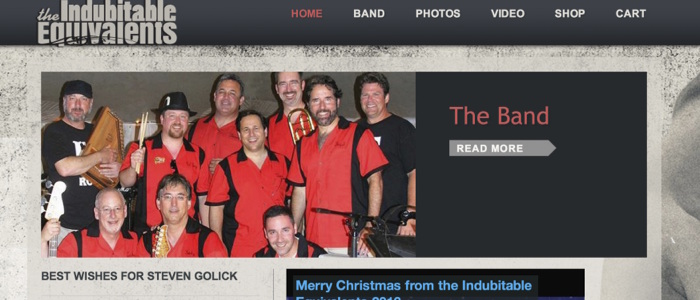 the Indubitable
Equivalents
HOME BAND PHOTOS VIDEO SHOP CART
The Band
READ MORE
BEST WISHES FOR STEVEN GOLICK
Merry Christmas from the Indubitable